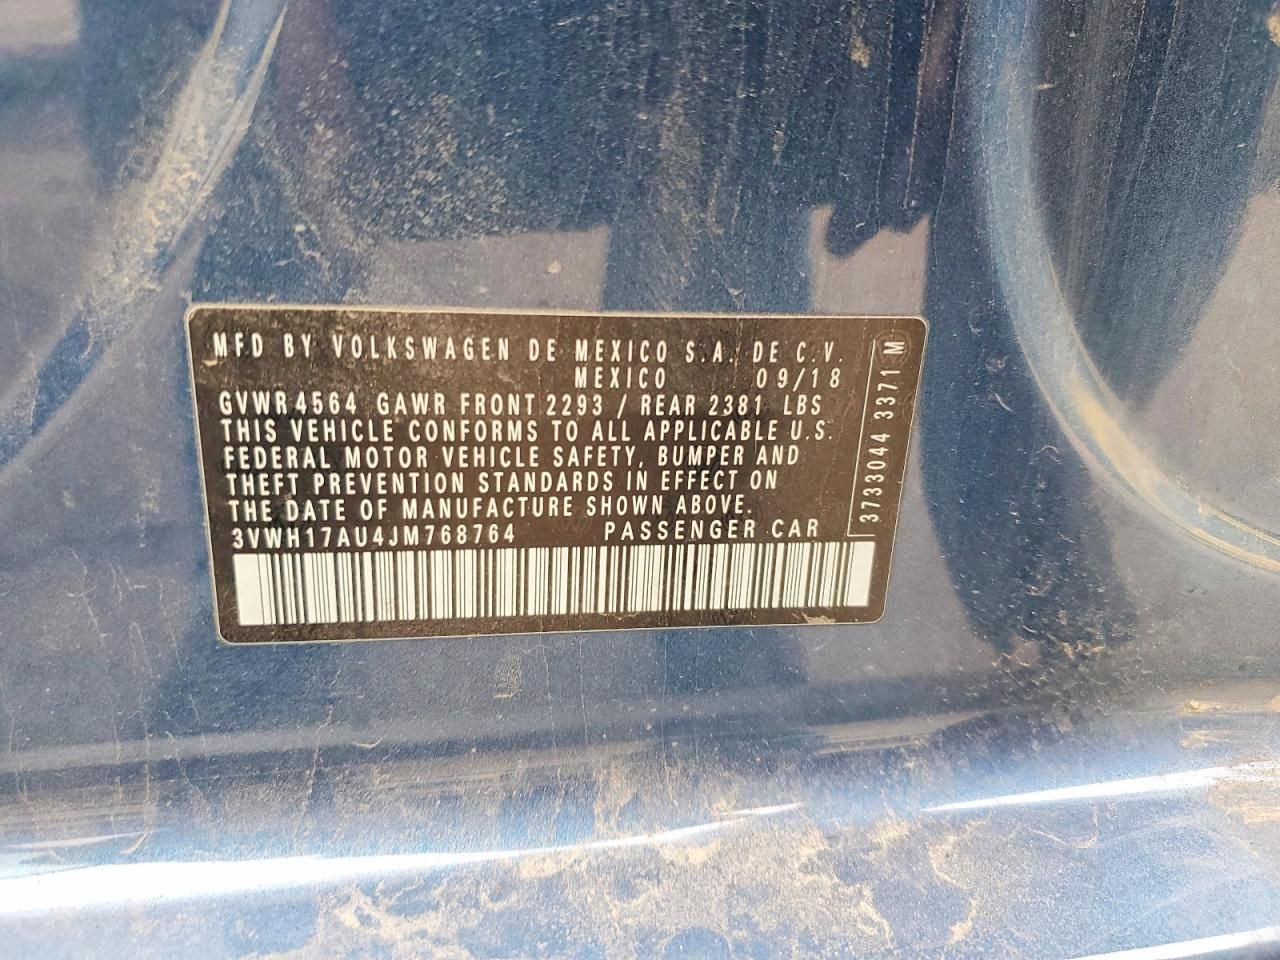 MFD BY VOLKSWAGEN DE MEXICO S.A. DE C.V.
MEXICO 09/18
GVWR 4564 GAWR FRONT 2293 / REAR 2381 LBS
THIS VEHICLE CONFORMS TO ALL APPLICABLE U.S.
FEDERAL MOTOR VEHICLE SAFETY, BUMPER AND
THEFT PREVENTION STANDARDS IN EFFECT ON
THE DATE OF MANUFACTURE SHOWN ABOVE.
3VWH17AU4JM768764 PASSENGER CAR
3733044 3371 M